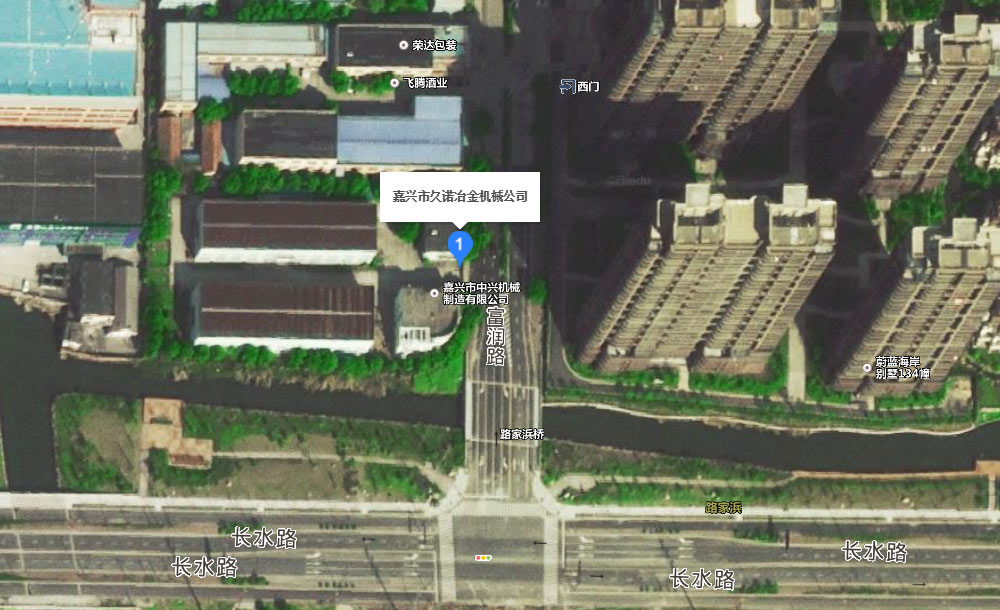 荣达包装
飞腾酒业
西门
Baidu
嘉兴市久诺冶金机械公司
1
嘉兴市中兴机械
制造有限公司
富润路
蔚蓝海岸
别墅134幢
路家浜桥
路家浜
长水路
长水路
长水路
长水路